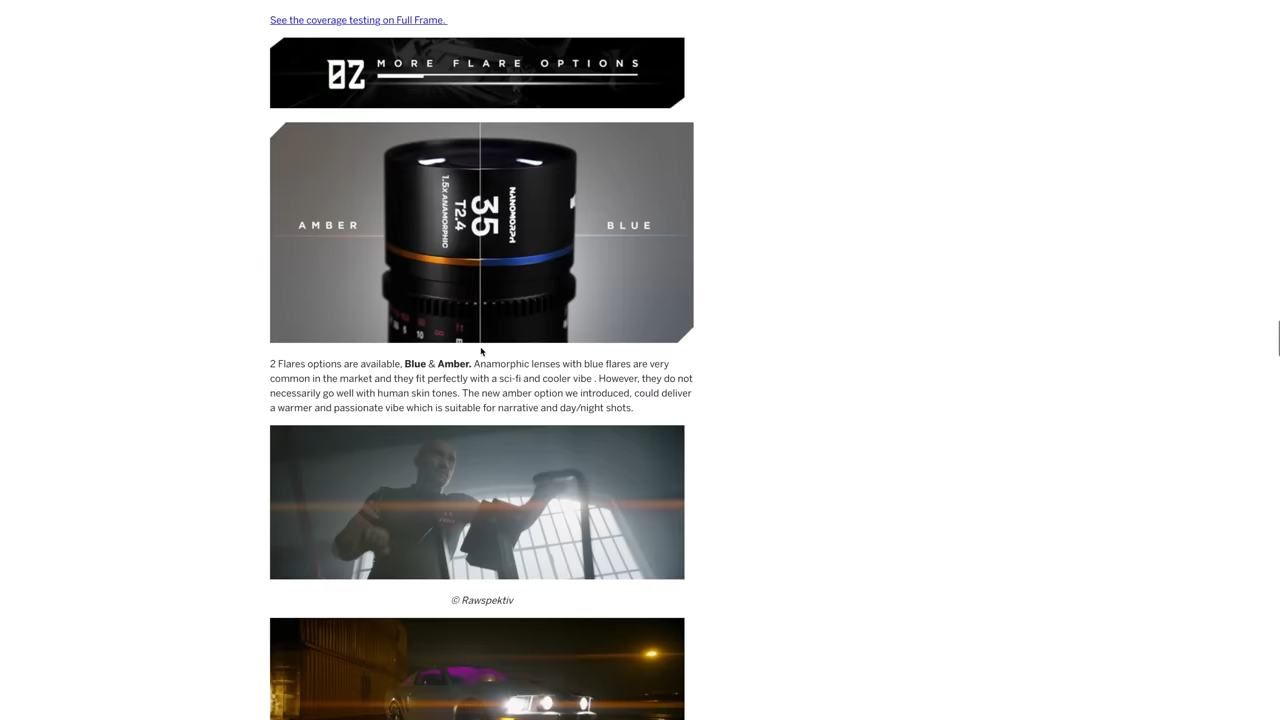 See the coverage testing on Full Frame.
02 MORE FLARE OPTIONS
AMBER
1.5X ANAMORPHIC
T2.4
35
NANOMORPH
BLUE
10
2 Flares options are available, Blue & Amber. Anamorphic lenses with blue flares are very
common in the market and they fit perfectly with a sci-fi and cooler vibe . However, they do not
necessarily go well with human skin tones. The new amber option we introduced, could deliver
a warmer and passionate vibe which is suitable for narrative and day/night shots.
© Rawspektiv